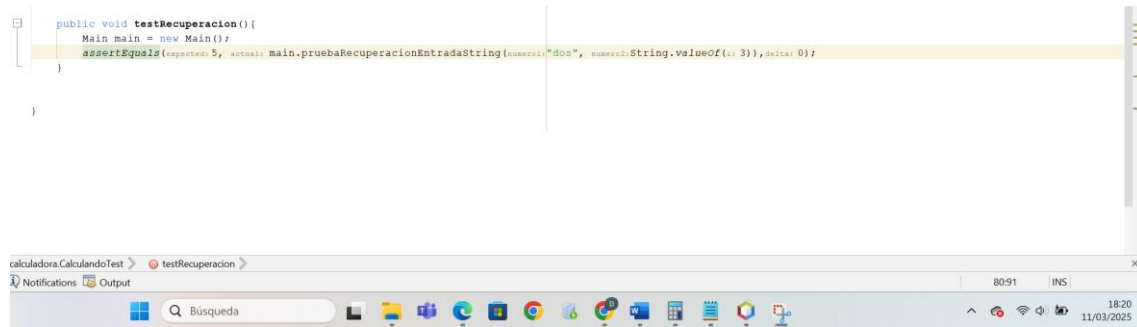 public void testRecuperacion(){
Main main = new Main();
assertEquals(expected: 5, actual: main.pruebaRecuperacionEntradaString(numero1:"dos", numero2:String.valueOf(i: 3)),delta: 0);
}
}
calculadora.CalculandoTest > testRecuperacion >
Notifications Output 80:91 INS
Búsqueda 18:20
11/03/2025